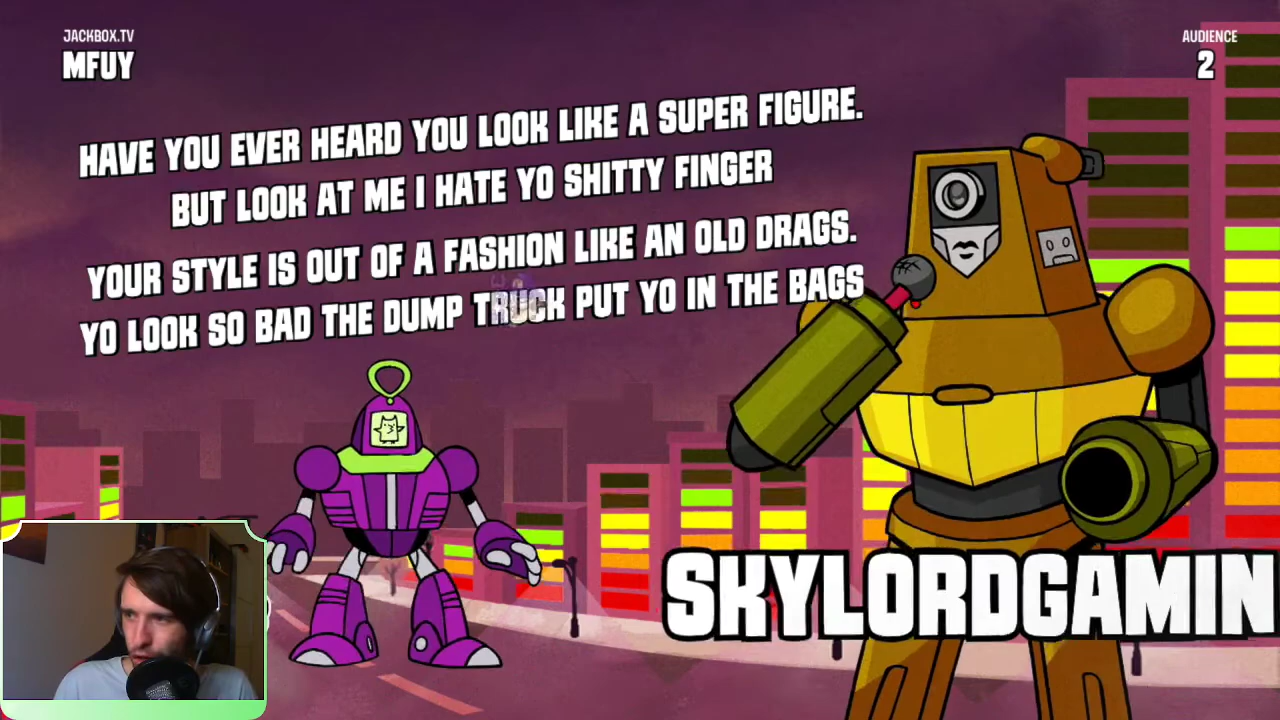 JACKBOX.TV
MFUY
AUDIENCE
2
HAVE YOU EVER HEARD YOU LOOK LIKE A SUPER FIGURE.
BUT LOOK AT ME I HATE YO SHITTY FINGER
YOUR STYLE IS OUT OF A FASHION LIKE AN OLD DRAGS.
YO LOOK SO BAD THE DUMP TRUCK PUT YO IN THE BAGS
SKYLORDGAMIN